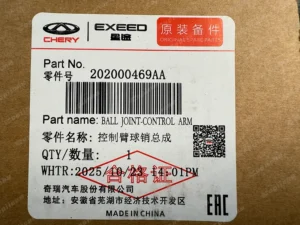 CHERY
EXEED
星途
原装备件
Part No.
零件号 202000469AA
Part name: BALL JOINT-CONTROL ARM
零件名称: 控制臂球销总成
QTY/数量: 1
WHTR: 2025/10/23 14:01PM
合格证
奇瑞汽车股份有限公司
地址: 安徽省芜湖市经济技术开发区
MADE IN CHINA
EAC